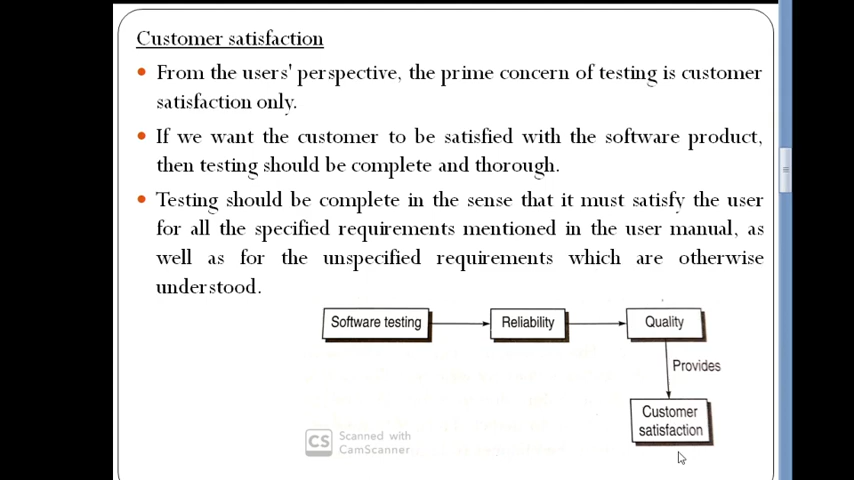 Customer satisfaction
• From the users' perspective, the prime concern of testing is customer
satisfaction only.
• If we want the customer to be satisfied with the software product,
then testing should be complete and thorough.
• Testing should be complete in the sense that it must satisfy the user
for all the specified requirements mentioned in the user manual, as
well as for the unspecified requirements which are otherwise
understood.
Software testing
Reliability
Quality
Provides
Customer
satisfaction
CS
Scanned with
CamScanner